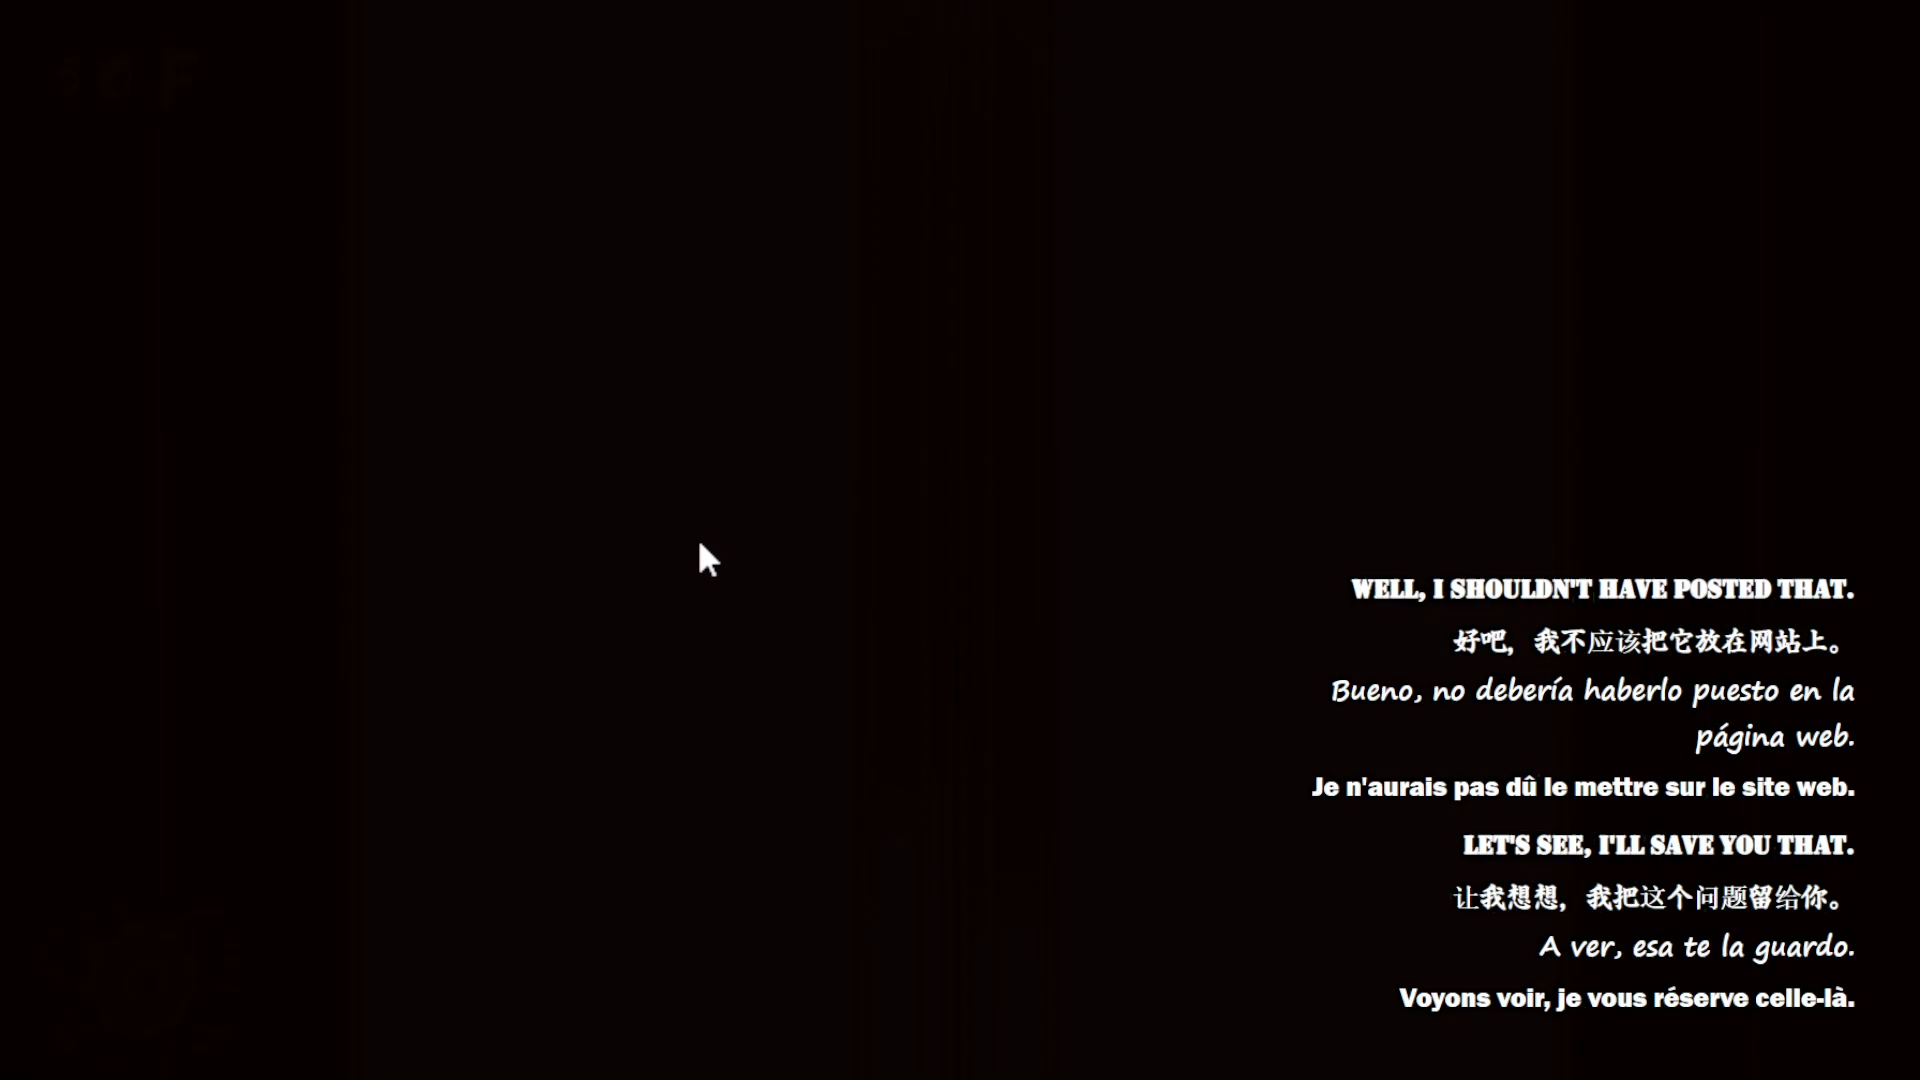 WELL, I SHOULDN'T HAVE POSTED THAT.
好吧，我不应该把它放在网站上。
Bueno, no debería haberlo puesto en la
página web.
Je n'aurais pas dû le mettre sur le site web.
LET'S SEE, I'LL SAVE YOU THAT.
让我想想，我把这个问题留给你。
A ver, esa te la guardo.
Voyons voir, je vous réserve celle-là.